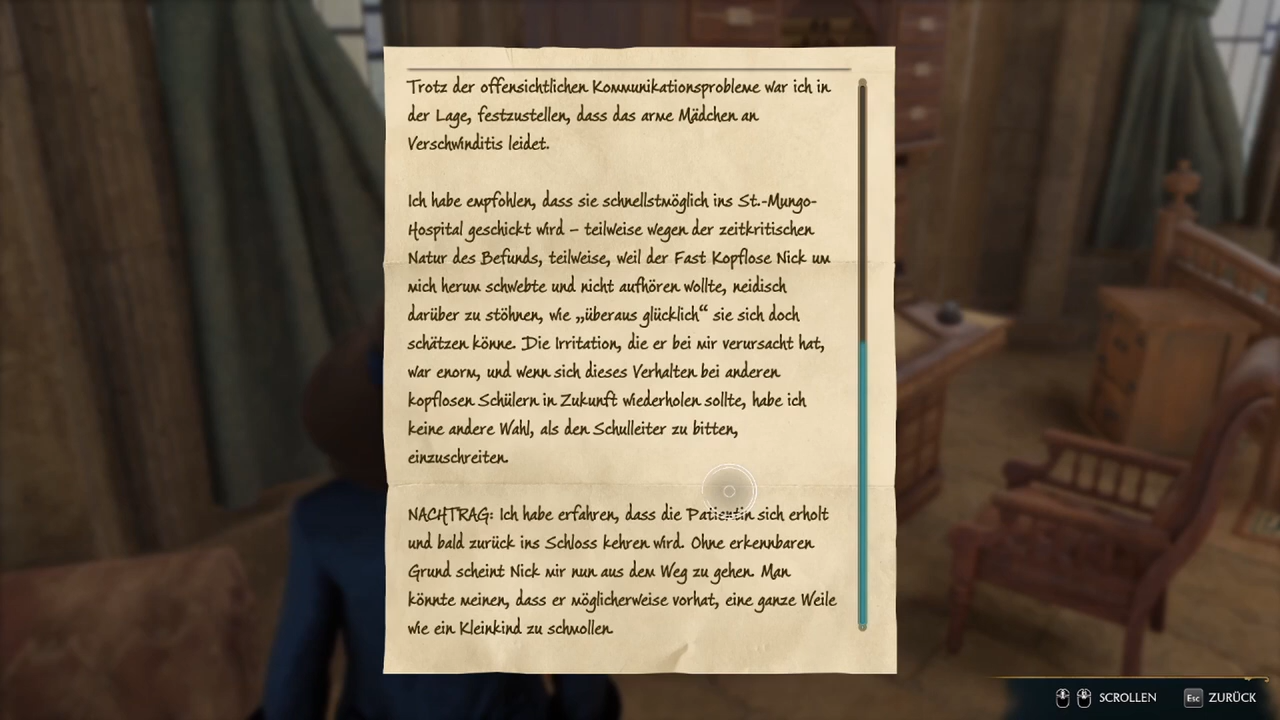 Trotz der offensichtlichen Kommunikationsprobleme war ich in
der Lage, festzustellen, dass das arme Mädchen an
Verschwinditis leidet.
Ich habe empfohlen, dass sie schnellstmöglich ins St.-Mungo-
Hospital geschickt wird – teilweise wegen der zeitkritischen
Natur des Befunds, teilweise, weil der Fast Kopflose Nick um
mich herum schwebte und nicht aufhören wollte, neidisch
darüber zu stöhnen, wie „überaus glücklich“ sie sich doch
schätzen könne. Die Irritation, die er bei mir verursacht hat,
war enorm, und wenn sich dieses Verhalten bei anderen
kopflosen Schülern in Zukunft wiederholen sollte, habe ich
keine andere Wahl, als den Schulleiter zu bitten,
einzuschreiten.
NACHTRAG: Ich habe erfahren, dass die Patientin sich erholt
und bald zurück ins Schloss kehren wird. Ohne erkennbaren
Grund scheint Nick mir nun aus dem Weg zu gehen. Man
könnte meinen, dass er möglicherweise vorhat, eine ganze Weile
wie ein Kleinkind zu schmollen.
SCROLLEN Esc ZURÜCK